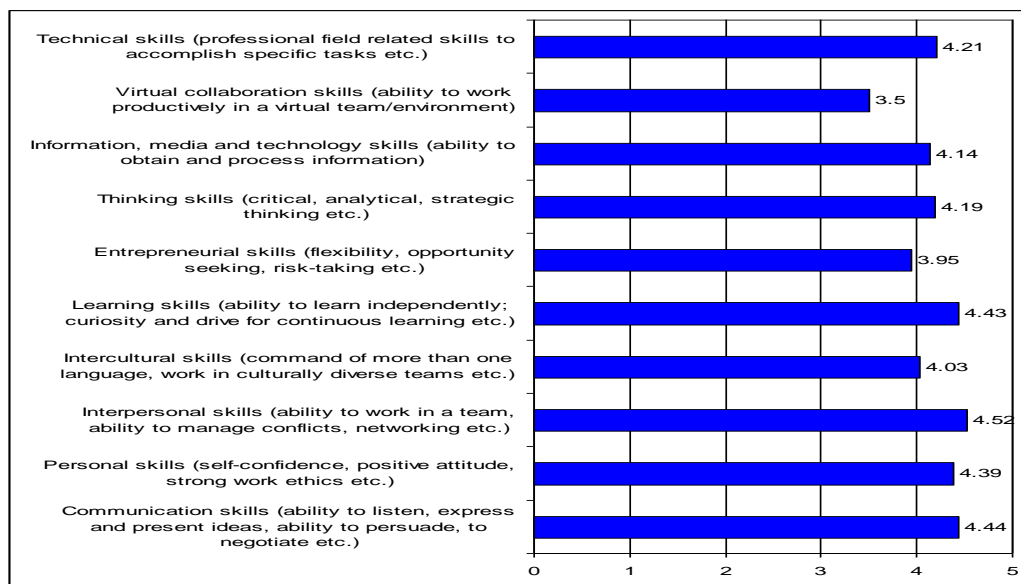 Technical skills (professional field related skills to
accomplish specific tasks etc.)
4.21
Virtual collaboration skills (ability to work
productively in a virtual team/environment)
3.5
Information, media and technology skills (ability to
obtain and process information)
4.14
Thinking skills (critical, analytical, strategic
thinking etc.)
4.19
Entrepreneurial skills (flexibility, opportunity
seeking, risk-taking etc.)
3.95
Learning skills (ability to learn independently;
curiosity and drive for continuous learning etc.)
4.43
Intercultural skills (command of more than one
language, work in culturally diverse teams etc.)
4.03
Interpersonal skills (ability to work in a team,
ability to manage conflicts, networking etc.)
4.52
Personal skills (self-confidence, positive attitude,
strong work ethics etc.)
4.39
Communication skills (ability to listen, express
and present ideas, ability to persuade, to
negotiate etc.)
4.44
0 1 2 3 4 5